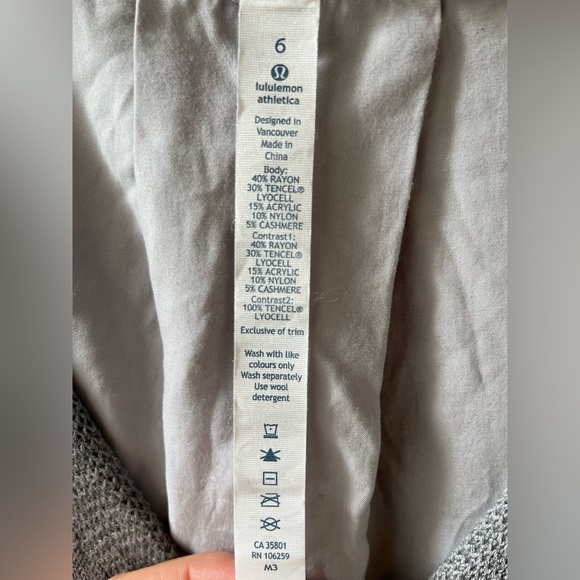 6
lululemon
athletica
Designed in
Vancouver
Made in
China
Body:
40% RAYON
30% TENCEL®
LYOCELL
15% ACRYLIC
10% NYLON
5% CASHMERE
Contrast1:
40% RAYON
30% TENCEL®
LYOCELL
15% ACRYLIC
10% NYLON
5% CASHMERE
Contrast2:
100% TENCEL®
LYOCELL
Exclusive of trim
Wash with like
colours only
Wash separately
Use wool
detergent
CA 35801
RN 106259
M3